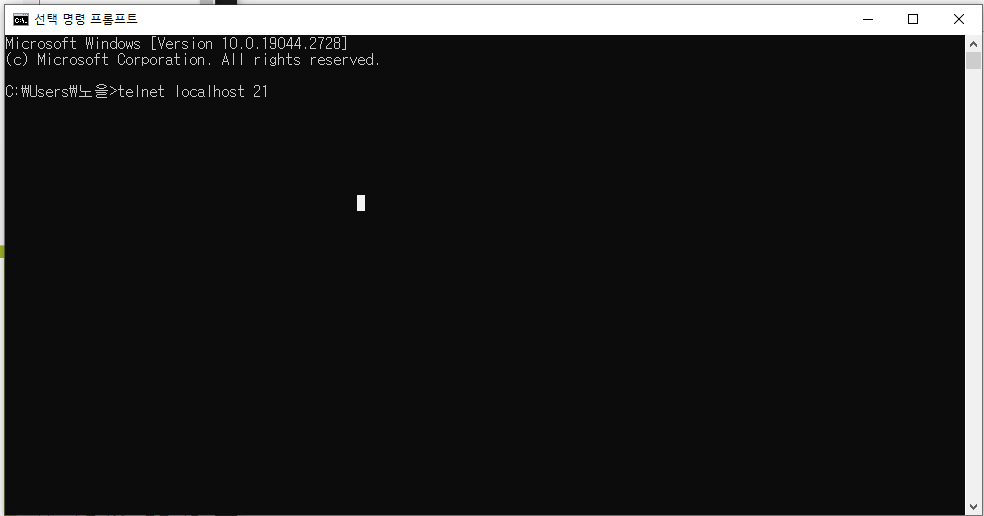 선택 명령 프롬프트
Microsoft Windows [Version 10.0.19044.2728]
(c) Microsoft Corporation. All rights reserved.
C:₩Users₩노을>telnet localhost 21